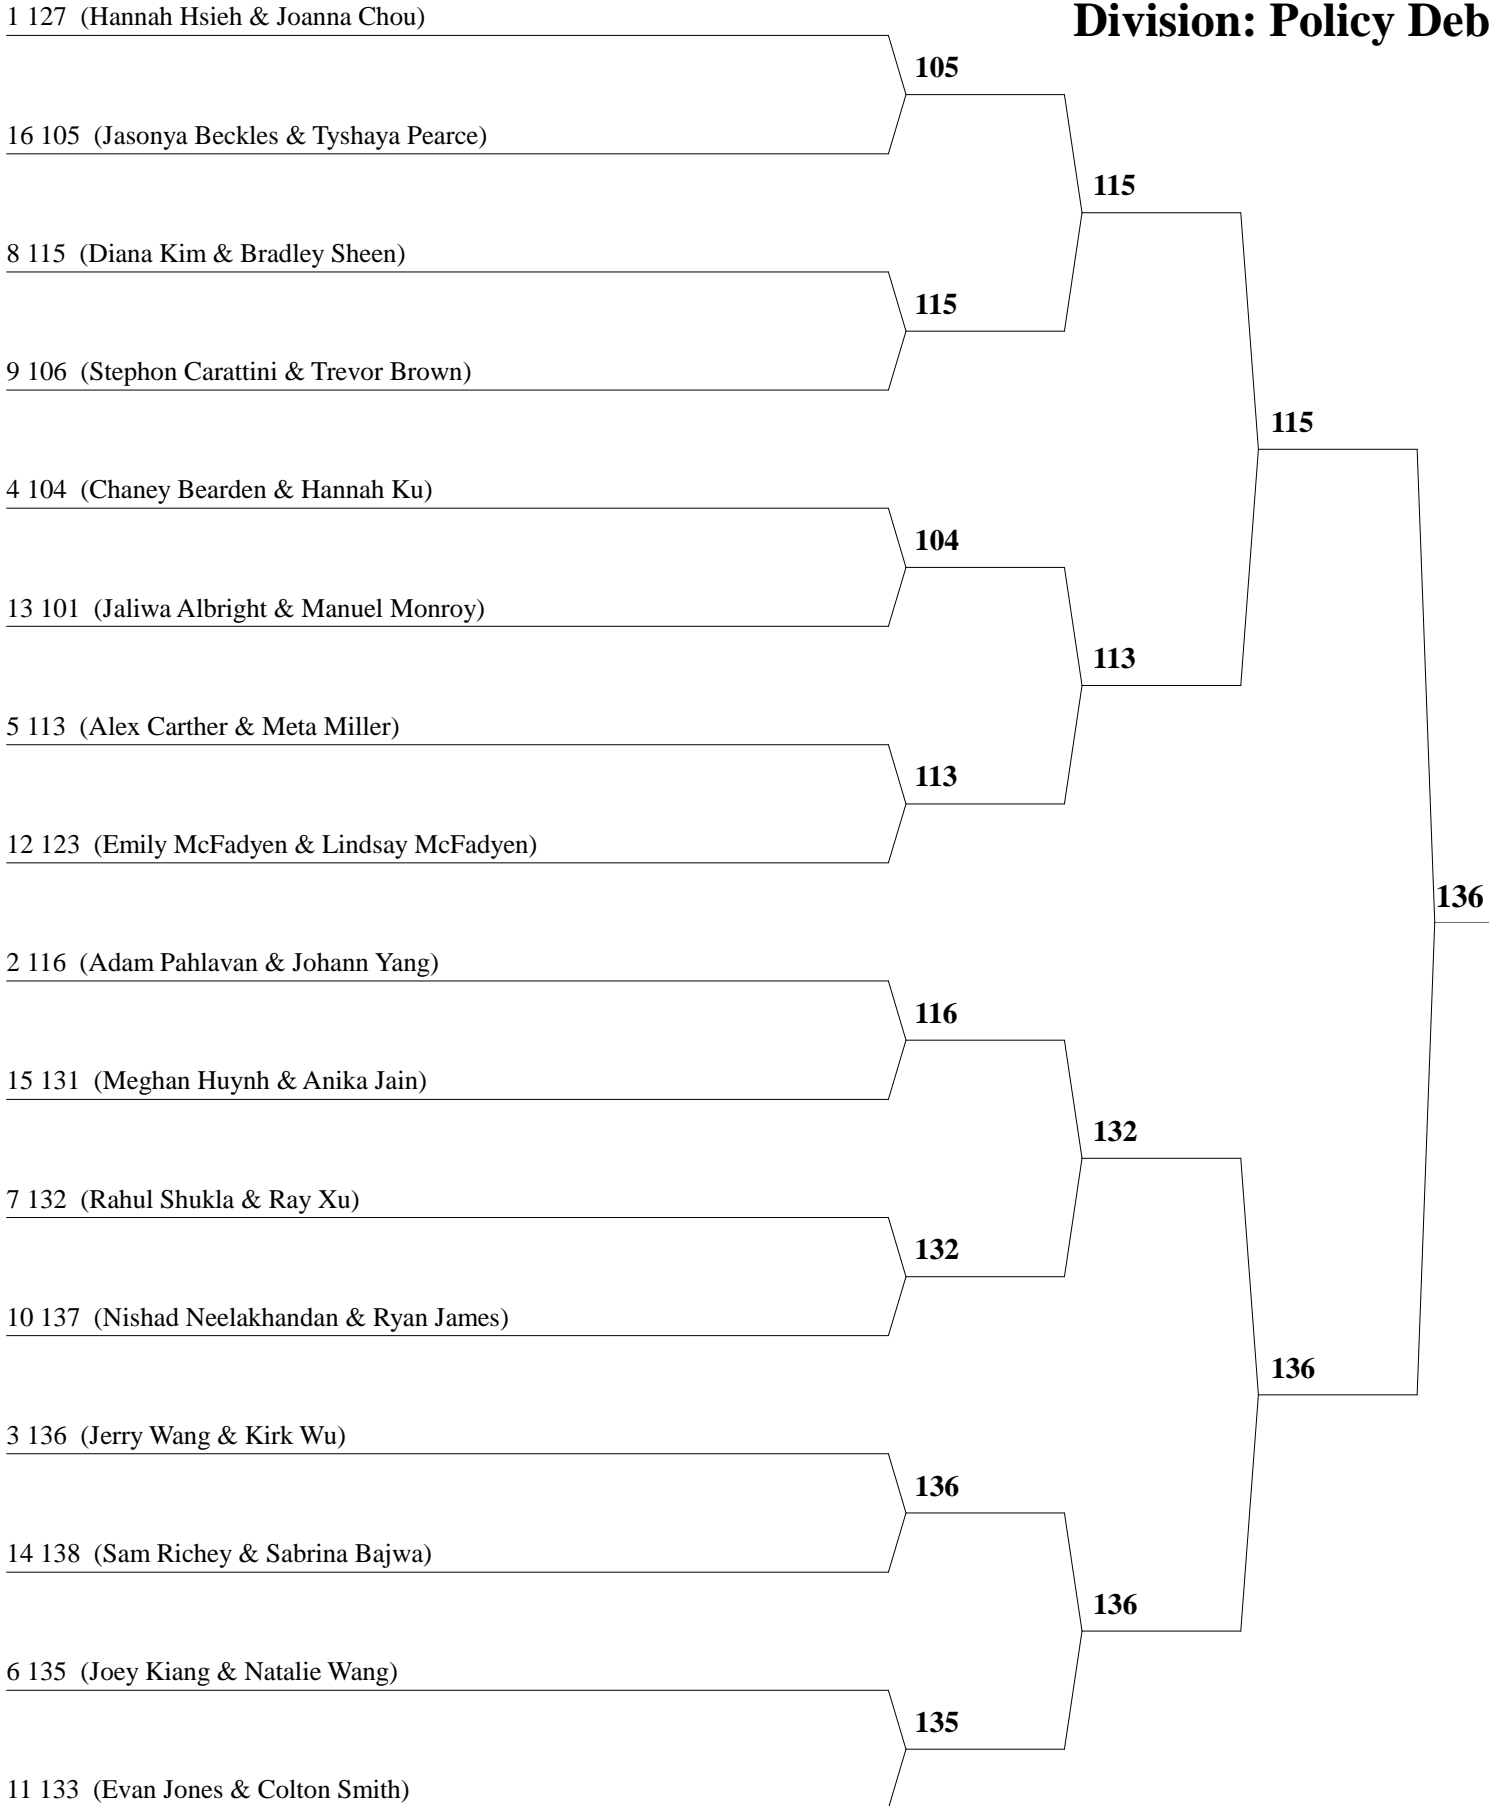 1 127 (Hannah Hsieh & Joanna Chou)
Division: Policy Deb
105
16 105 (Jasonya Beckles & Tyshaya Pearce)
115
8 115 (Diana Kim & Bradley Sheen)
115
9 106 (Stephon Carattini & Trevor Brown)
115
4 104 (Chaney Bearden & Hannah Ku)
104
13 101 (Jaliwa Albright & Manuel Monroy)
113
5 113 (Alex Carther & Meta Miller)
113
12 123 (Emily McFadyen & Lindsay McFadyen)
136
2 116 (Adam Pahlavan & Johann Yang)
116
15 131 (Meghan Huynh & Anika Jain)
132
7 132 (Rahul Shukla & Ray Xu)
132
10 137 (Nishad Neelakhandan & Ryan James)
136
3 136 (Jerry Wang & Kirk Wu)
136
14 138 (Sam Richey & Sabrina Bajwa)
136
6 135 (Joey Kiang & Natalie Wang)
135
11 133 (Evan Jones & Colton Smith)